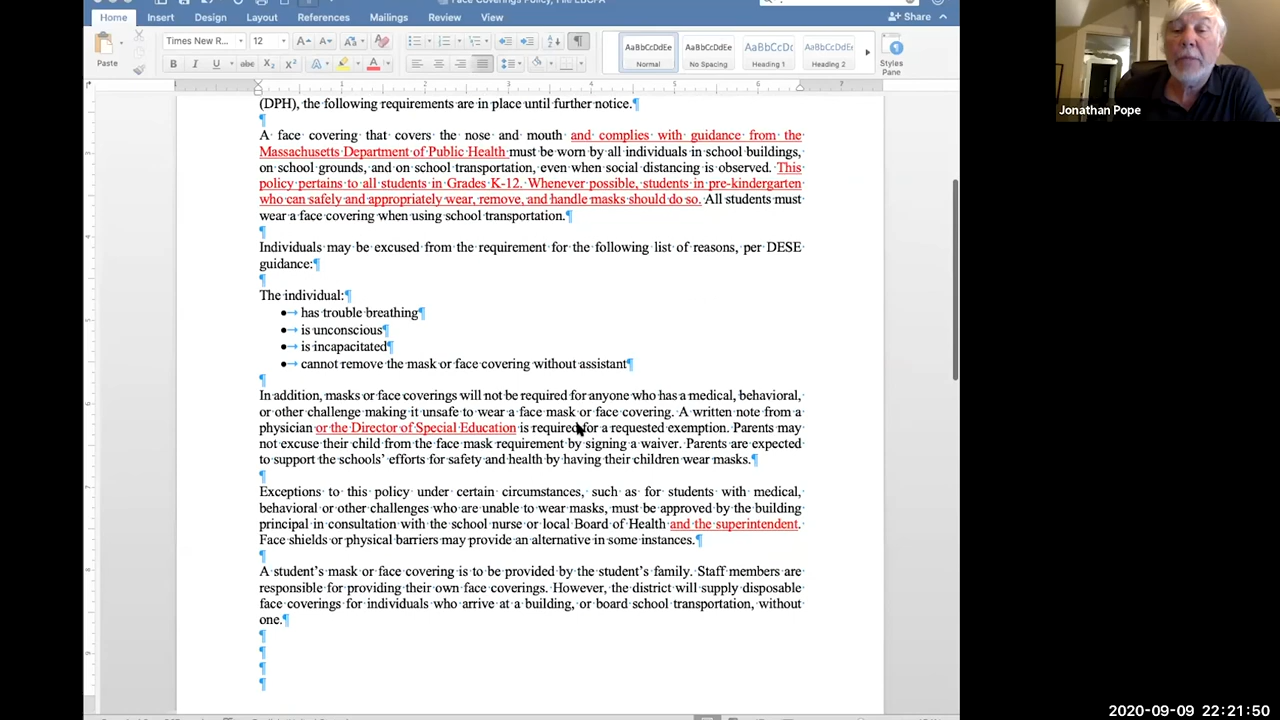 Face Coverings Policy, File EBCFA
Home Insert Design Layout References Mailings Review View Share
Times New R... 12
Paste
AaBbCcDdEe AaBbCcDdEe AaBbCcDc AaBbCcDdEe
Normal No Spacing Heading 1 Heading 2 Styles Pane
(DPH), the following requirements are in place until further notice.¶
¶
A face covering that covers the nose and mouth and complies with guidance from the
Massachusetts Department of Public Health must be worn by all individuals in school buildings,
on school grounds, and on school transportation, even when social distancing is observed. This
policy pertains to all students in Grades K-12. Whenever possible, students in pre-kindergarten
who can safely and appropriately wear, remove, and handle masks should do so. All students must
wear a face covering when using school transportation.¶
¶
Individuals may be excused from the requirement for the following list of reasons, per DESE
guidance:¶
¶
The individual:¶
• has trouble breathing¶
• is unconscious¶
• is incapacitated¶
• cannot remove the mask or face covering without assistant¶
¶
In addition, masks or face coverings will not be required for anyone who has a medical, behavioral,
or other challenge making it unsafe to wear a face mask or face covering. A written note from a
physician or the Director of Special Education is required for a requested exemption. Parents may
not excuse their child from the face mask requirement by signing a waiver. Parents are expected
to support the schools' efforts for safety and health by having their children wear masks.¶
¶
Exceptions to this policy under certain circumstances, such as for students with medical,
behavioral or other challenges who are unable to wear masks, must be approved by the building
principal in consultation with the school nurse or local Board of Health and the superintendent.
Face shields or physical barriers may provide an alternative in some instances.¶
¶
A student's mask or face covering is to be provided by the student's family. Staff members are
responsible for providing their own face coverings. However, the district will supply disposable
face coverings for individuals who arrive at a building, or board school transportation, without
one.¶
¶
¶
¶
¶
Jonathan Pope
2020-09-09 22:21:50